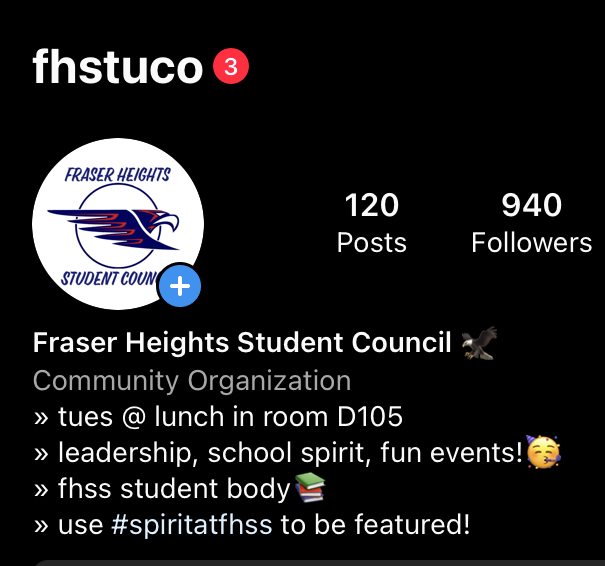 fhstuco 3
FRASER HEIGHTS
STUDENT COUN
120 940
Posts Followers
Fraser Heights Student Council 🦅
Community Organization
» tues @ lunch in room D105
» leadership, school spirit, fun events!🥳
» fhss student body📚
» use #spiritatfhss to be featured!